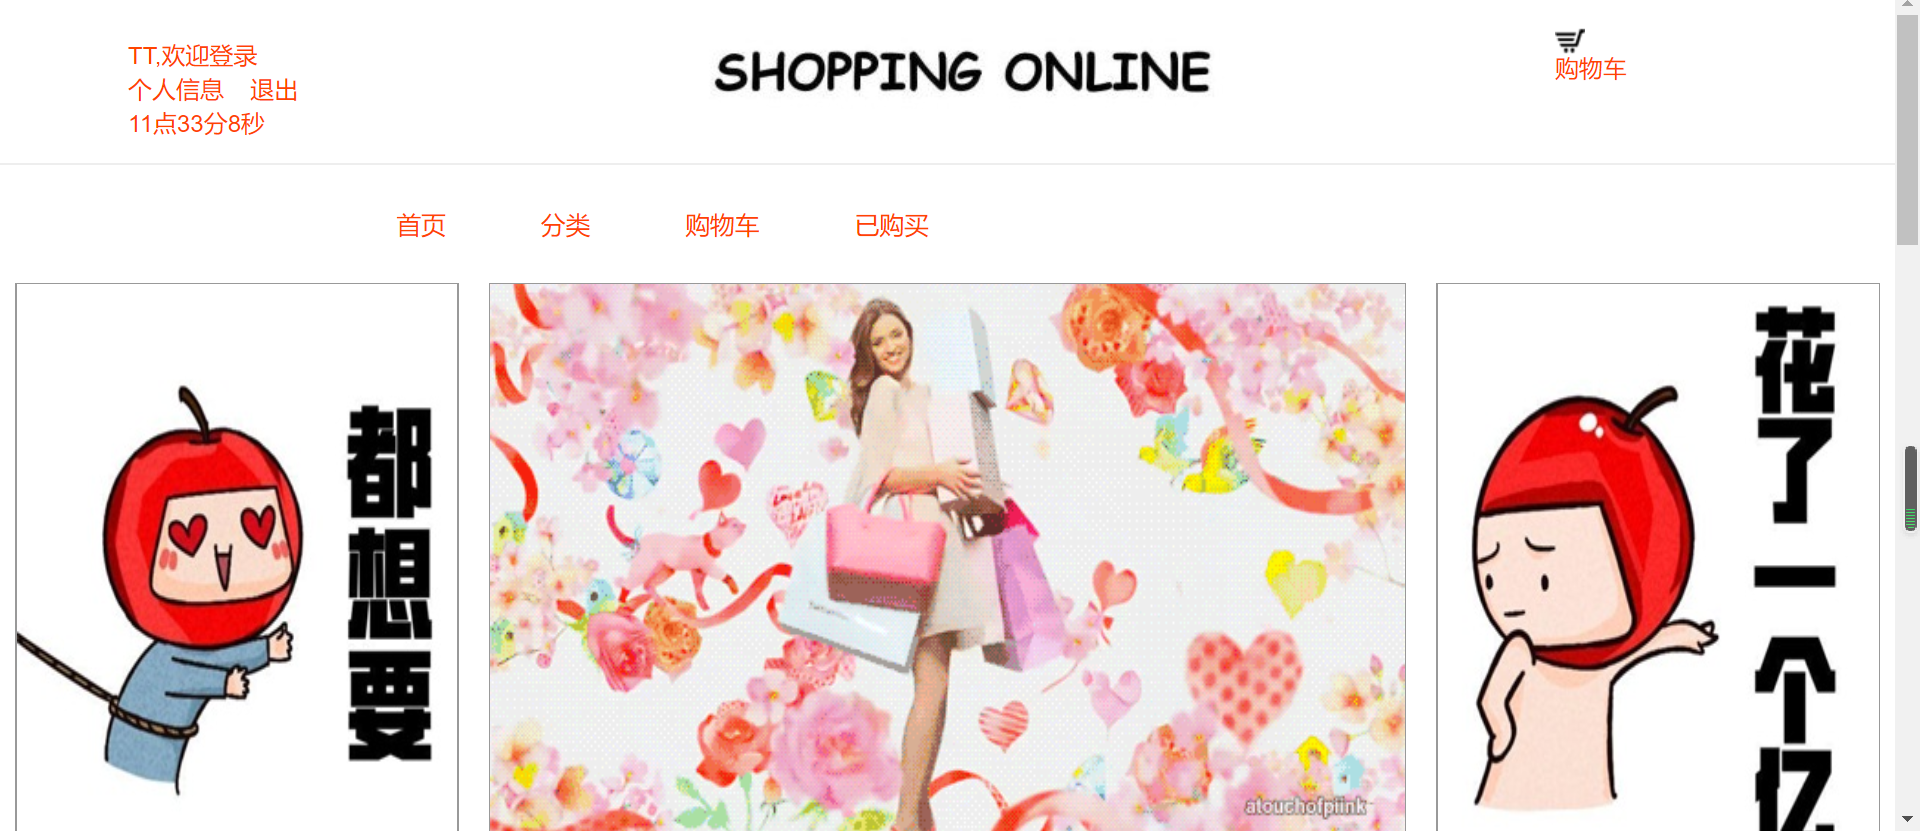 TT,欢迎登录
个人信息 退出
11点33分8秒
SHOPPING ONLINE
购物车
首页 分类 购物车 已购买
都想要
atouchofpiink
花了一个亿